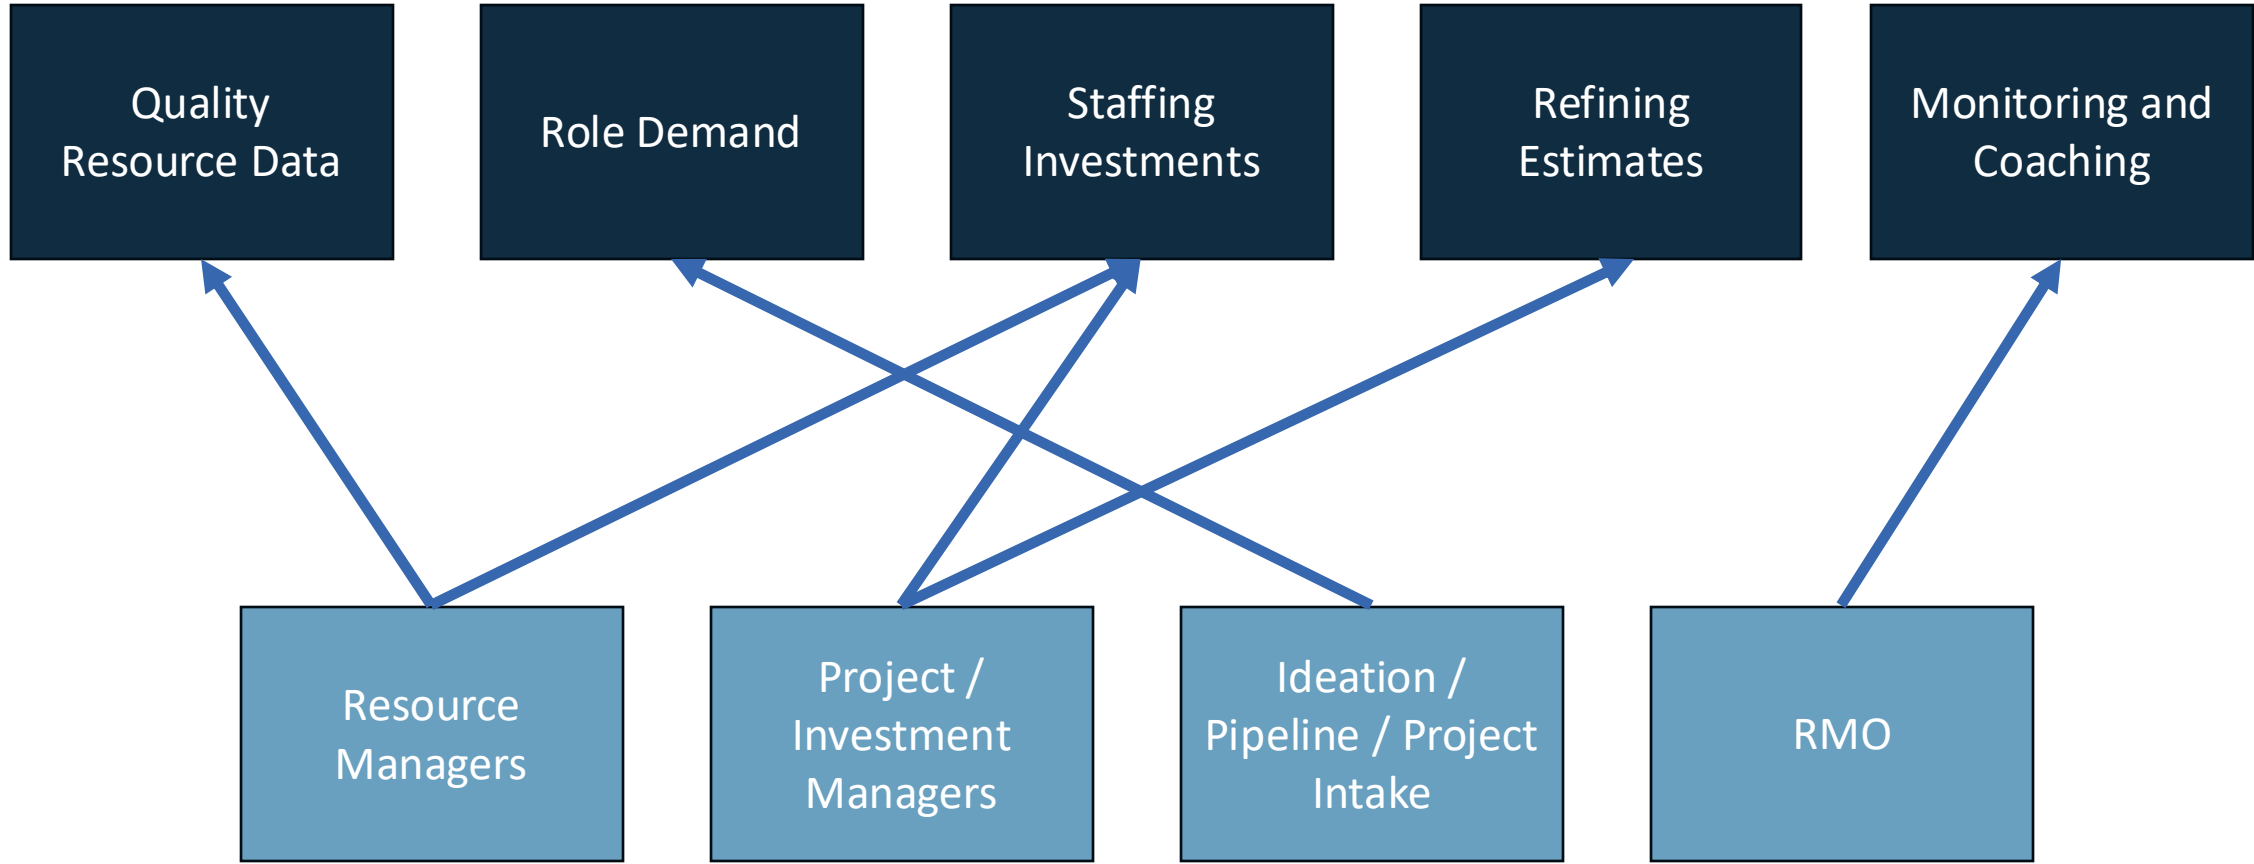 Quality
Resource Data
Role Demand
Staffing
Investments
Refining
Estimates
Monitoring and
Coaching
Resource
Managers
Project /
Investment
Managers
Ideation /
Pipeline / Project
Intake
RMO